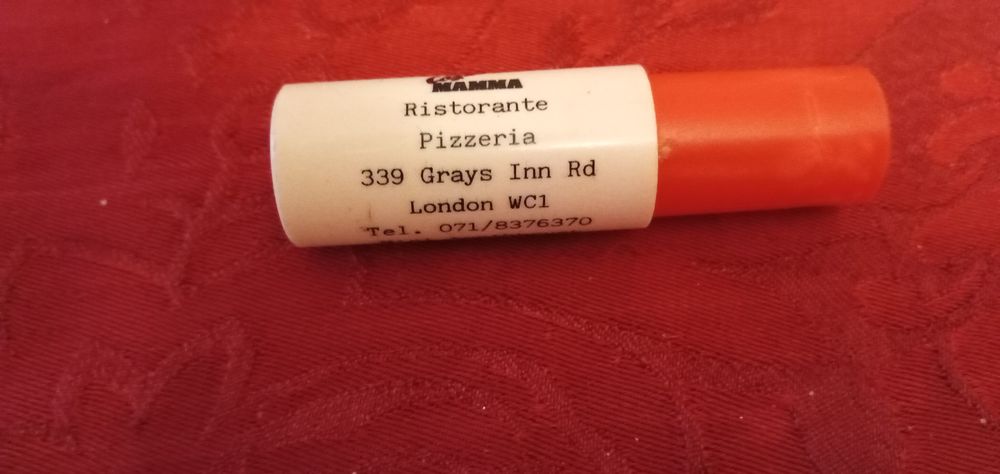 MAMMA
Ristorante
Pizzeria
339 Grays Inn Rd
London WC1
Tel. 071/8376370